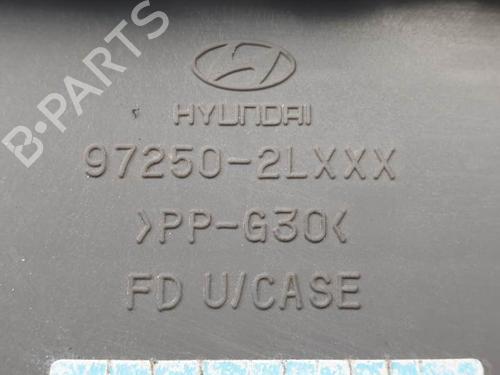 B-PARTS
HYUNDAI
97250-2LXXX
>PP-G30<
FD U/CASE